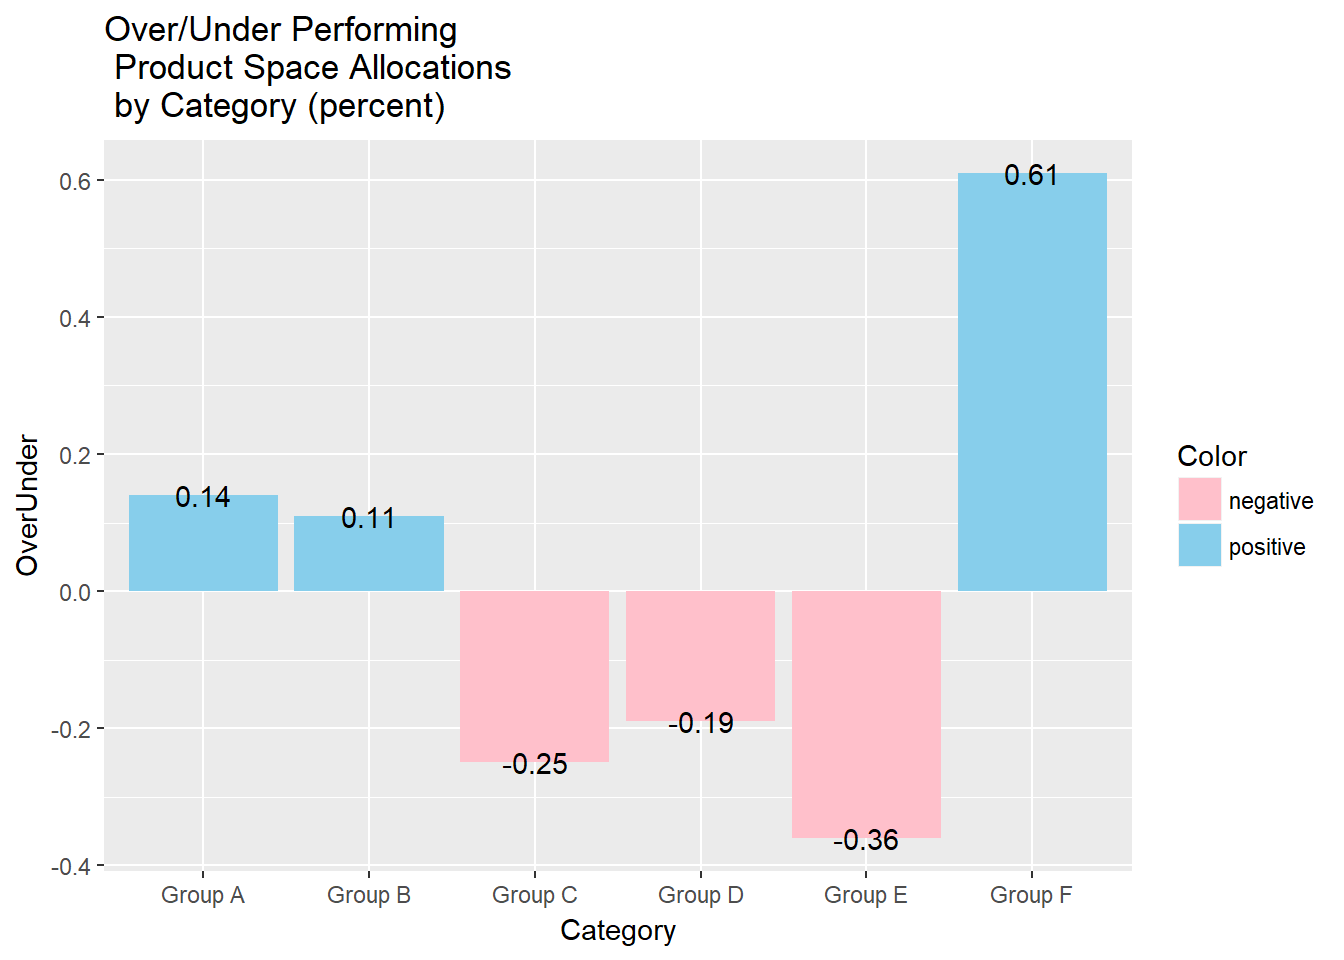 Over/Under Performing
Product Space Allocations
by Category (percent)
OverUnder
0.6
0.4
0.2
0.0
-0.2
-0.4
0.14
0.11
-0.25
-0.19
-0.36
0.61
Group A
Group B
Group C
Group D
Group E
Group F
Category
Color
negative
positive